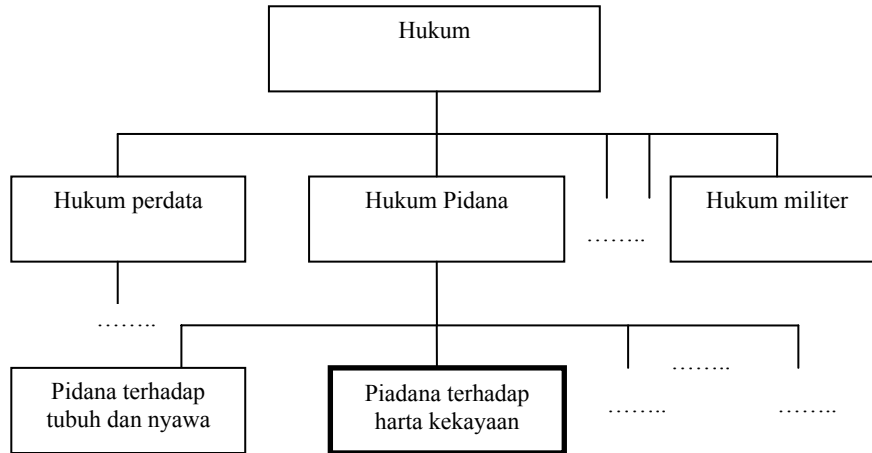 Hukum
Hukum perdata
Hukum Pidana
Hukum militer
……..
……..
Pidana terhadap
tubuh dan nyawa
Piadana terhadap
harta kekayaan
……..
……..
……..